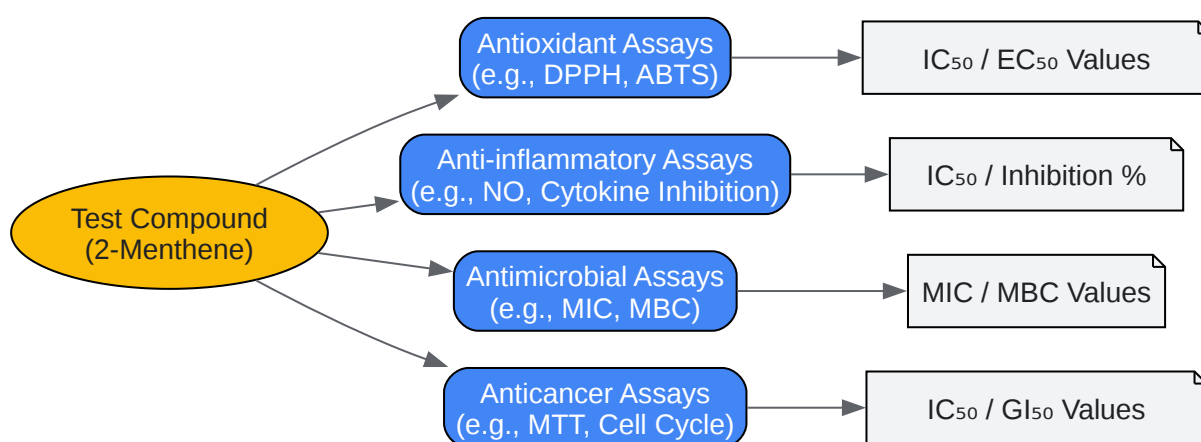 Antioxidant Assays
(e.g., DPPH, ABTS)
IC₅₀ / EC₅₀ Values
Anti-inflammatory Assays
(e.g., NO, Cytokine Inhibition)
IC₅₀ / Inhibition %
Test Compound
(2-Menthene)
Antimicrobial Assays
(e.g., MIC, MBC)
MIC / MBC Values
Anticancer Assays
(e.g., MTT, Cell Cycle)
IC₅₀ / GI₅₀ Values